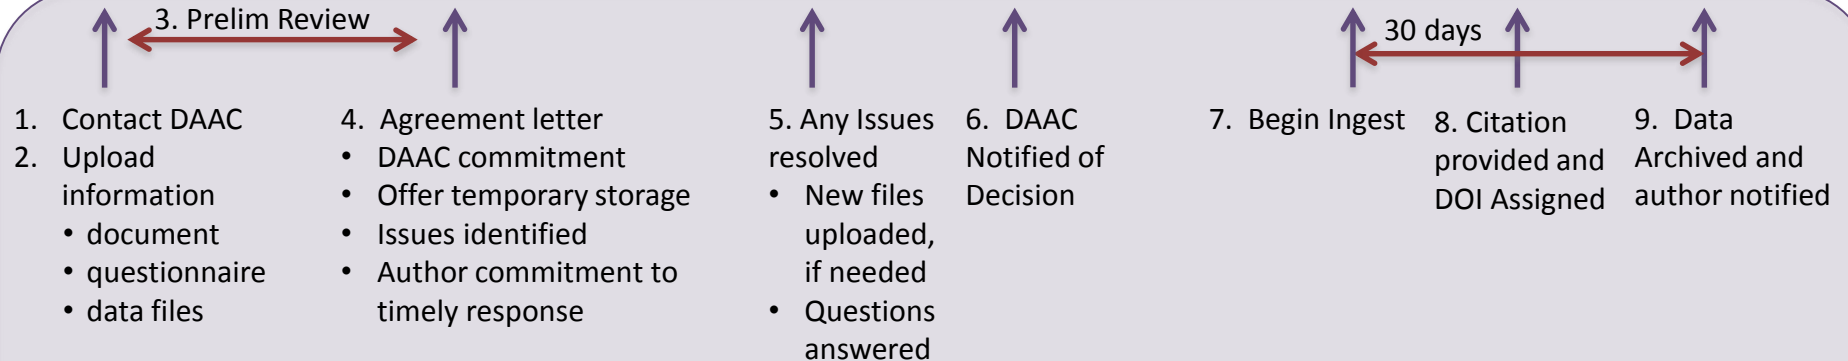 3. Prelim Review
30 days
1. Contact DAAC
2. Upload
information
• document
• questionnaire
• data files
4. Agreement letter
• DAAC commitment
• Offer temporary storage
• Issues identified
• Author commitment to
timely response
5. Any Issues
resolved
• New files
uploaded,
if needed
• Questions
answered
6. DAAC
Notified of
Decision
7. Begin Ingest
8. Citation
provided and
DOI Assigned
9. Data
Archived and
author notified